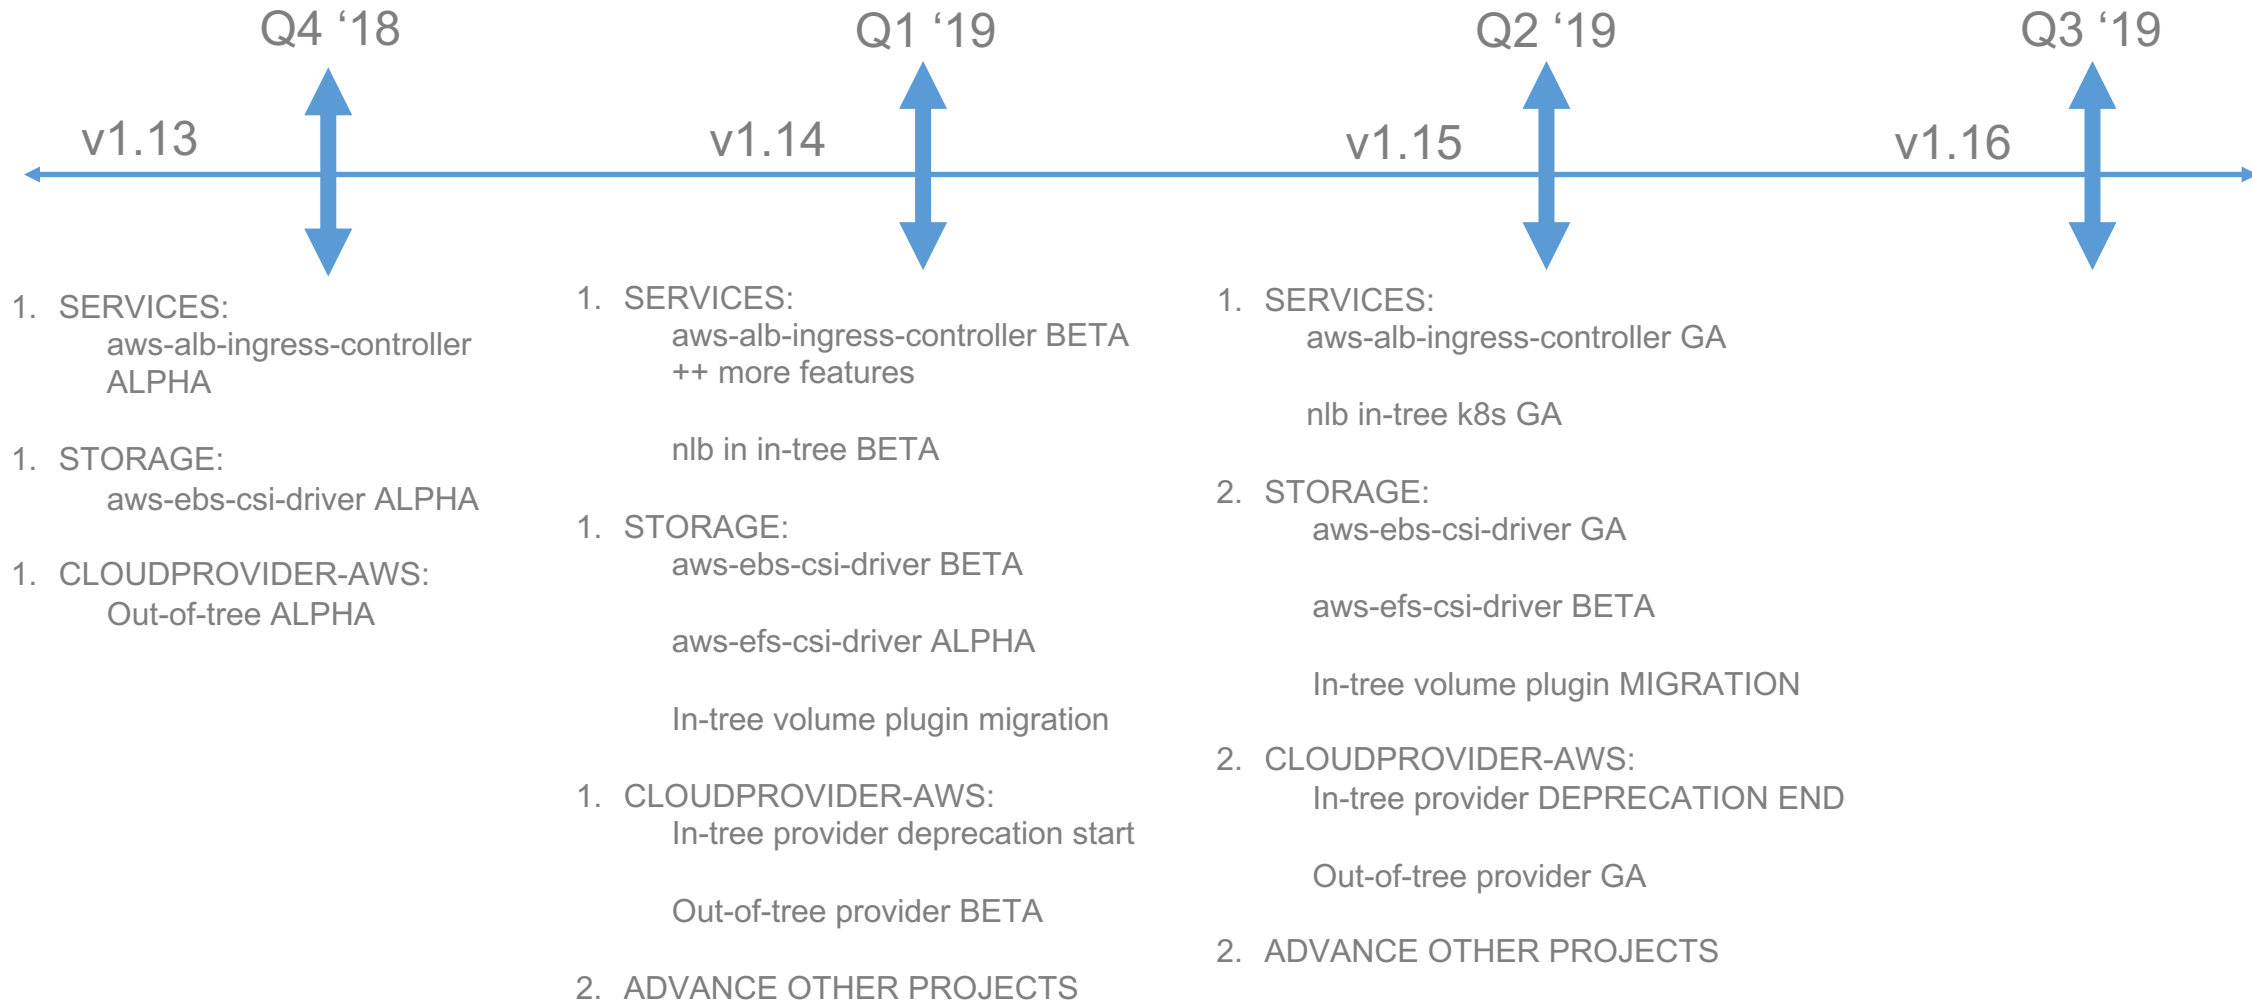 Q4 ‘18
Q1 ‘19
Q2 ‘19
Q3 ‘19
v1.13
v1.14
v1.15
v1.16
1. SERVICES:
aws-alb-ingress-controller
ALPHA
1. STORAGE:
aws-ebs-csi-driver ALPHA
1. CLOUDPROVIDER-AWS:
Out-of-tree ALPHA
1. SERVICES:
aws-alb-ingress-controller BETA
++ more features
nlb in in-tree BETA
1. STORAGE:
aws-ebs-csi-driver BETA
aws-efs-csi-driver ALPHA
In-tree volume plugin migration
1. CLOUDPROVIDER-AWS:
In-tree provider deprecation start
Out-of-tree provider BETA
2. ADVANCE OTHER PROJECTS
1. SERVICES:
aws-alb-ingress-controller GA
nlb in-tree k8s GA
2. STORAGE:
aws-ebs-csi-driver GA
aws-efs-csi-driver BETA
In-tree volume plugin MIGRATION
2. CLOUDPROVIDER-AWS:
In-tree provider DEPRECATION END
Out-of-tree provider GA
2. ADVANCE OTHER PROJECTS